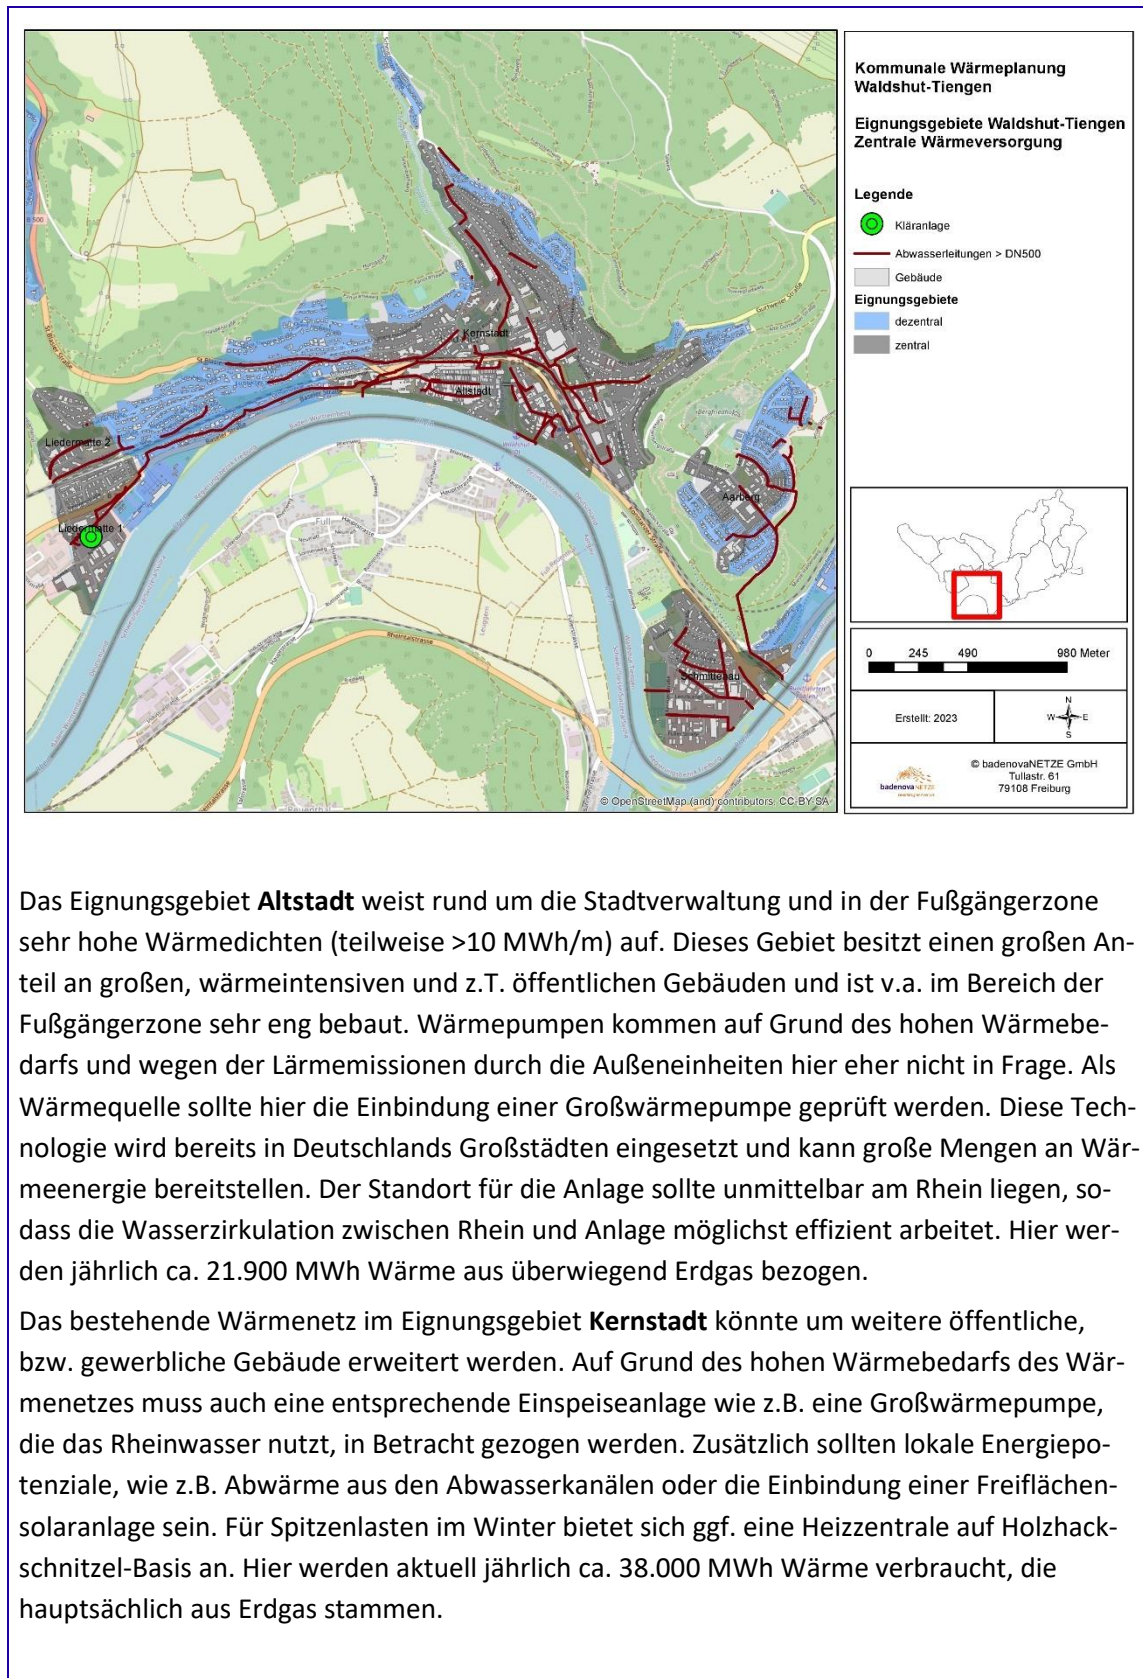 Kommunale Wärmeplanung
Waldshut-Tiengen
Eignungsgebiete Waldshut-Tiengen
Zentrale Wärmeversorgung
Legende
Kläranlage
Abwasserleitungen > DN500
Gebäude
Eignungsgebiete
dezentral
zentral
Kernstadt
Altstadt
Liedermatte 2
Liedermatte 1
Aarberg
Schmittenau
Full
B 500
Gurtweiler Straße
Rheintalstrasse
Hauptstrasse
© OpenStreetMap (and) contributors, CC-BY-SA
0 245 490 980 Meter
Erstellt: 2023
N
W E
S
badenovaNETZE
© badenovaNETZE GmbH
Tullastr. 61
79108 Freiburg
Das Eignungsgebiet Altstadt weist rund um die Stadtverwaltung und in der Fußgängerzone
sehr hohe Wärmedichten (teilweise >10 MWh/m) auf. Dieses Gebiet besitzt einen großen An-
teil an großen, wärmeintensiven und z.T. öffentlichen Gebäuden und ist v.a. im Bereich der
Fußgängerzone sehr eng bebaut. Wärmepumpen kommen auf Grund des hohen Wärmebe-
darfs und wegen der Lärmemissionen durch die Außeneinheiten hier eher nicht in Frage. Als
Wärmequelle sollte hier die Einbindung einer Großwärmepumpe geprüft werden. Diese Tech-
nologie wird bereits in Deutschlands Großstädten eingesetzt und kann große Mengen an Wär-
meenergie bereitstellen. Der Standort für die Anlage sollte unmittelbar am Rhein liegen, so-
dass die Wasserzirkulation zwischen Rhein und Anlage möglichst effizient arbeitet. Hier wer-
den jährlich ca. 21.900 MWh Wärme aus überwiegend Erdgas bezogen.
Das bestehende Wärmenetz im Eignungsgebiet Kernstadt könnte um weitere öffentliche,
bzw. gewerbliche Gebäude erweitert werden. Auf Grund des hohen Wärmebedarfs des Wär-
menetzes muss auch eine entsprechende Einspeiseanlage wie z.B. eine Großwärmepumpe,
die das Rheinwasser nutzt, in Betracht gezogen werden. Zusätzlich sollten lokale Energiepo-
tenziale, wie z.B. Abwärme aus den Abwasserkanälen oder die Einbindung einer Freiflächen-
solaranlage sein. Für Spitzenlasten im Winter bietet sich ggf. eine Heizzentrale auf Holzhack-
schnitzel-Basis an. Hier werden aktuell jährlich ca. 38.000 MWh Wärme verbraucht, die
hauptsächlich aus Erdgas stammen.